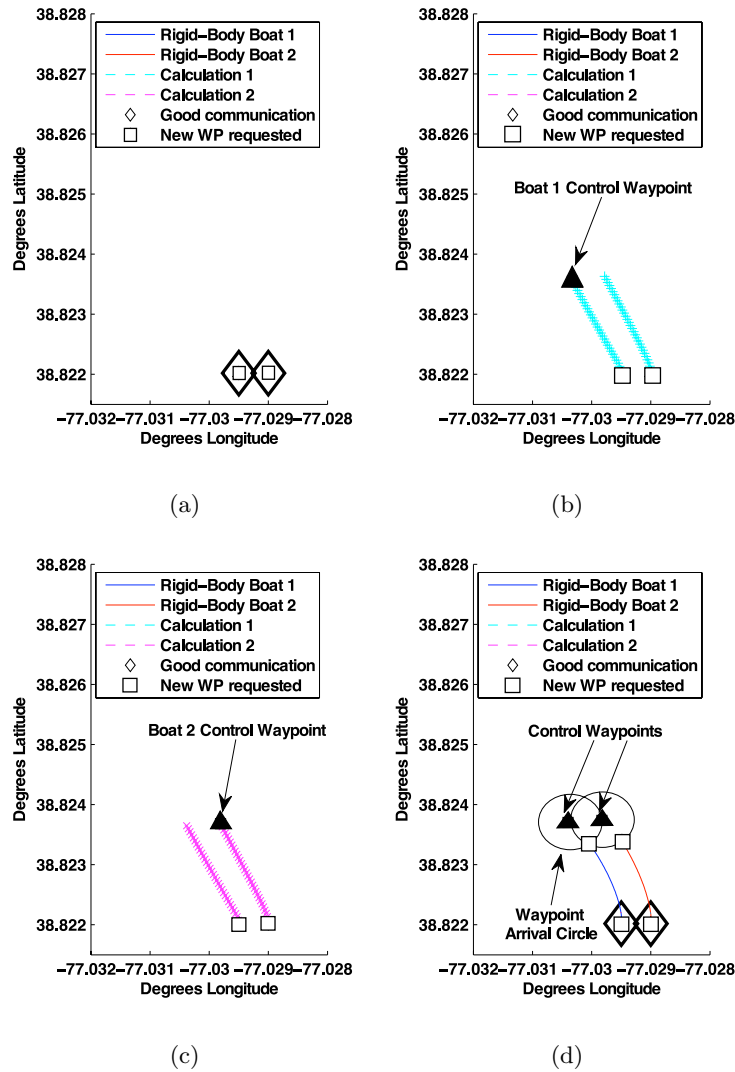 38.828
38.827
38.826
38.825
38.824
38.823
38.822
Degrees Latitude
Rigid−Body Boat 1
Rigid−Body Boat 2
Calculation 1
Calculation 2
Good communication
New WP requested
−77.032 −77.031 −77.03 −77.029 −77.028
Degrees Longitude
(a)
38.828
38.827
38.826
38.825
38.824
38.823
38.822
Degrees Latitude
Rigid−Body Boat 1
Rigid−Body Boat 2
Calculation 1
Calculation 2
Good communication
New WP requested
Boat 1 Control Waypoint
−77.032 −77.031 −77.03 −77.029 −77.028
Degrees Longitude
(b)
38.828
38.827
38.826
38.825
38.824
38.823
38.822
Degrees Latitude
Rigid−Body Boat 1
Rigid−Body Boat 2
Calculation 1
Calculation 2
Good communication
New WP requested
Boat 2 Control Waypoint
−77.032 −77.031 −77.03 −77.029 −77.028
Degrees Longitude
(c)
38.828
38.827
38.826
38.825
38.824
38.823
38.822
Degrees Latitude
Rigid−Body Boat 1
Rigid−Body Boat 2
Calculation 1
Calculation 2
Good communication
New WP requested
Control Waypoints
Waypoint
Arrival Circle
−77.032 −77.031 −77.03 −77.029 −77.028
Degrees Longitude
(d)